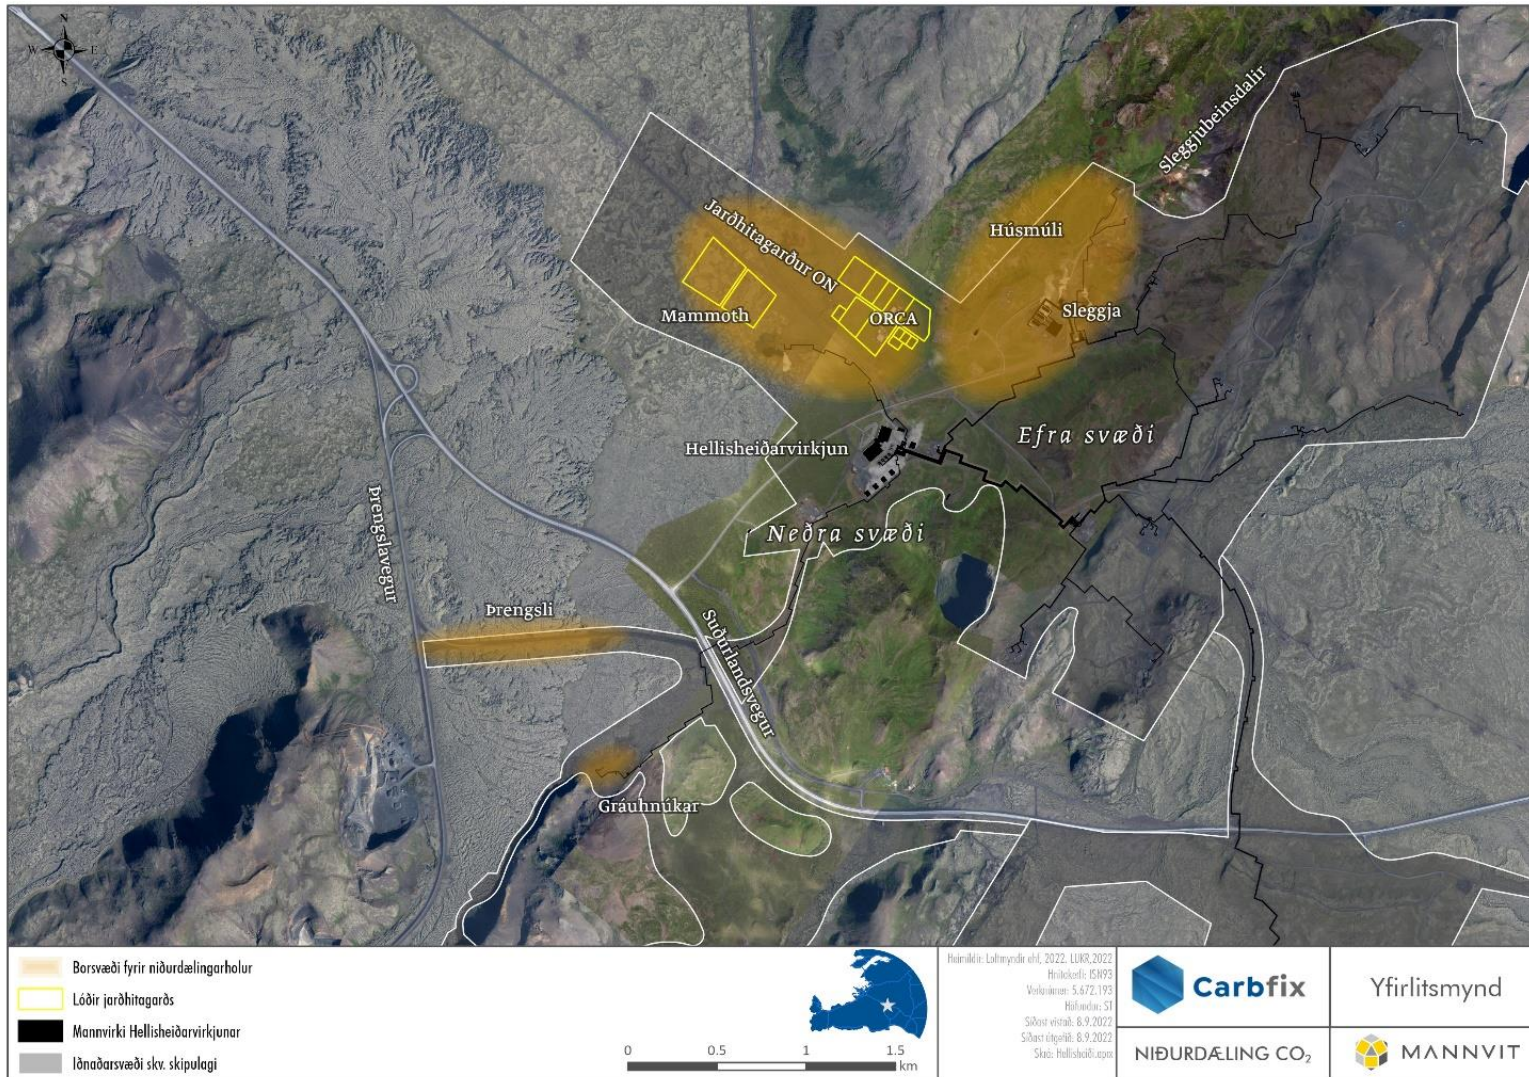 N
W E
S
Sleggjubeinsdalir
Húsmúli
Jarðhitagarður ON
Mammoth
ORCA
Sleggja
Hellisheiðarvirkjun
Efra svæði
Neðra svæði
Þrengslavegur
Þrengsli
Suðurlandsvegur
Gráuhnúkar
Borsvæði fyrir niðurdælingarholur
Lóðir jarðhitagarðs
Mannvirki Hellisheiðarvirkjunar
Iðnaðarsvæði skv. skipulagi
0 0.5 1 1.5
km
Heimildir: Loftmyndir ehf, 2022. LUKR,2022
Hnitakerfi: ISN93
Verknúmer: 5.672.193
Höfundur: ST
Síðast vistað: 8.9.2022
Síðast útgefið: 8.9.2022
Skrá: Hellisheiði.aprx
Carbfix
Yfirlitsmynd
NIÐURDÆLING CO₂
MANNVIT